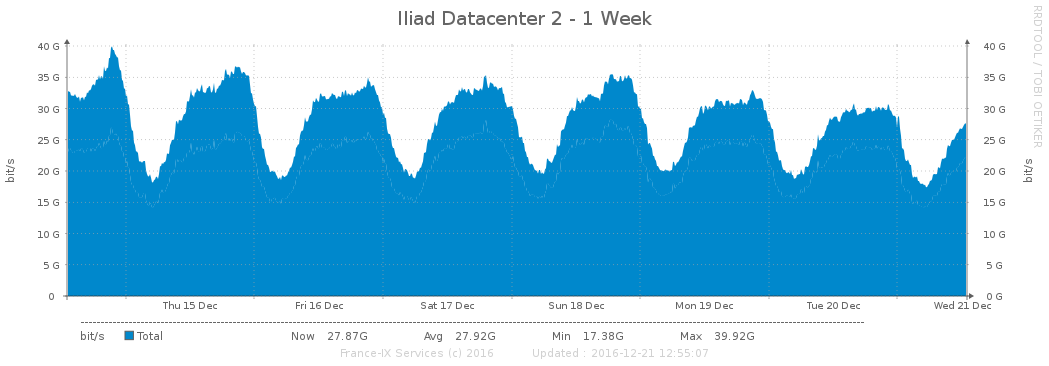 Iliad Datacenter 2 - 1 Week
RRDTOOL / TOBI OETIKER
bit/s
40 G
35 G
30 G
25 G
20 G
15 G
10 G
5 G
0
40 G
35 G
30 G
25 G
20 G
15 G
10 G
5 G
0 G
bit/s
Thu 15 Dec Fri 16 Dec Sat 17 Dec Sun 18 Dec Mon 19 Dec Tue 20 Dec Wed 21 Dec
bit/s Total Now 27.87G Avg 27.92G Min 17.38G Max 39.92G
France-IX Services (c) 2016 Updated : 2016-12-21 12:55:07